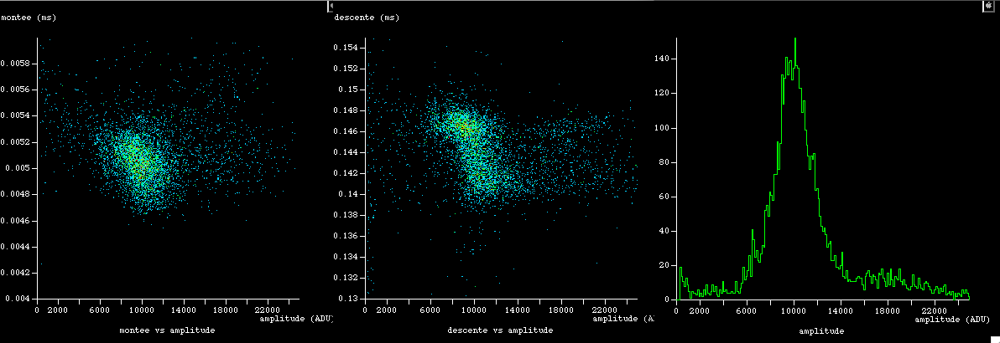 montee (ms)
0.0058
0.0056
0.0054
0.0052
0.005
0.0048
0.0046
0.0044
0.0042
0.004
0 2000 6000 10000 14000 18000 22000
amplitude (ADU)
montee vs amplitude
descente (ms)
0.154
0.152
0.15
0.148
0.146
0.144
0.142
0.14
0.138
0.136
0.134
0.132
0.13
0 2000 6000 10000 14000 18000 22000
amplitude (A
descente vs amplitude
140
120
100
80
60
40
20
0
0 2000 6000 10000 14000 22000
amplitude (ADU)
amplitude